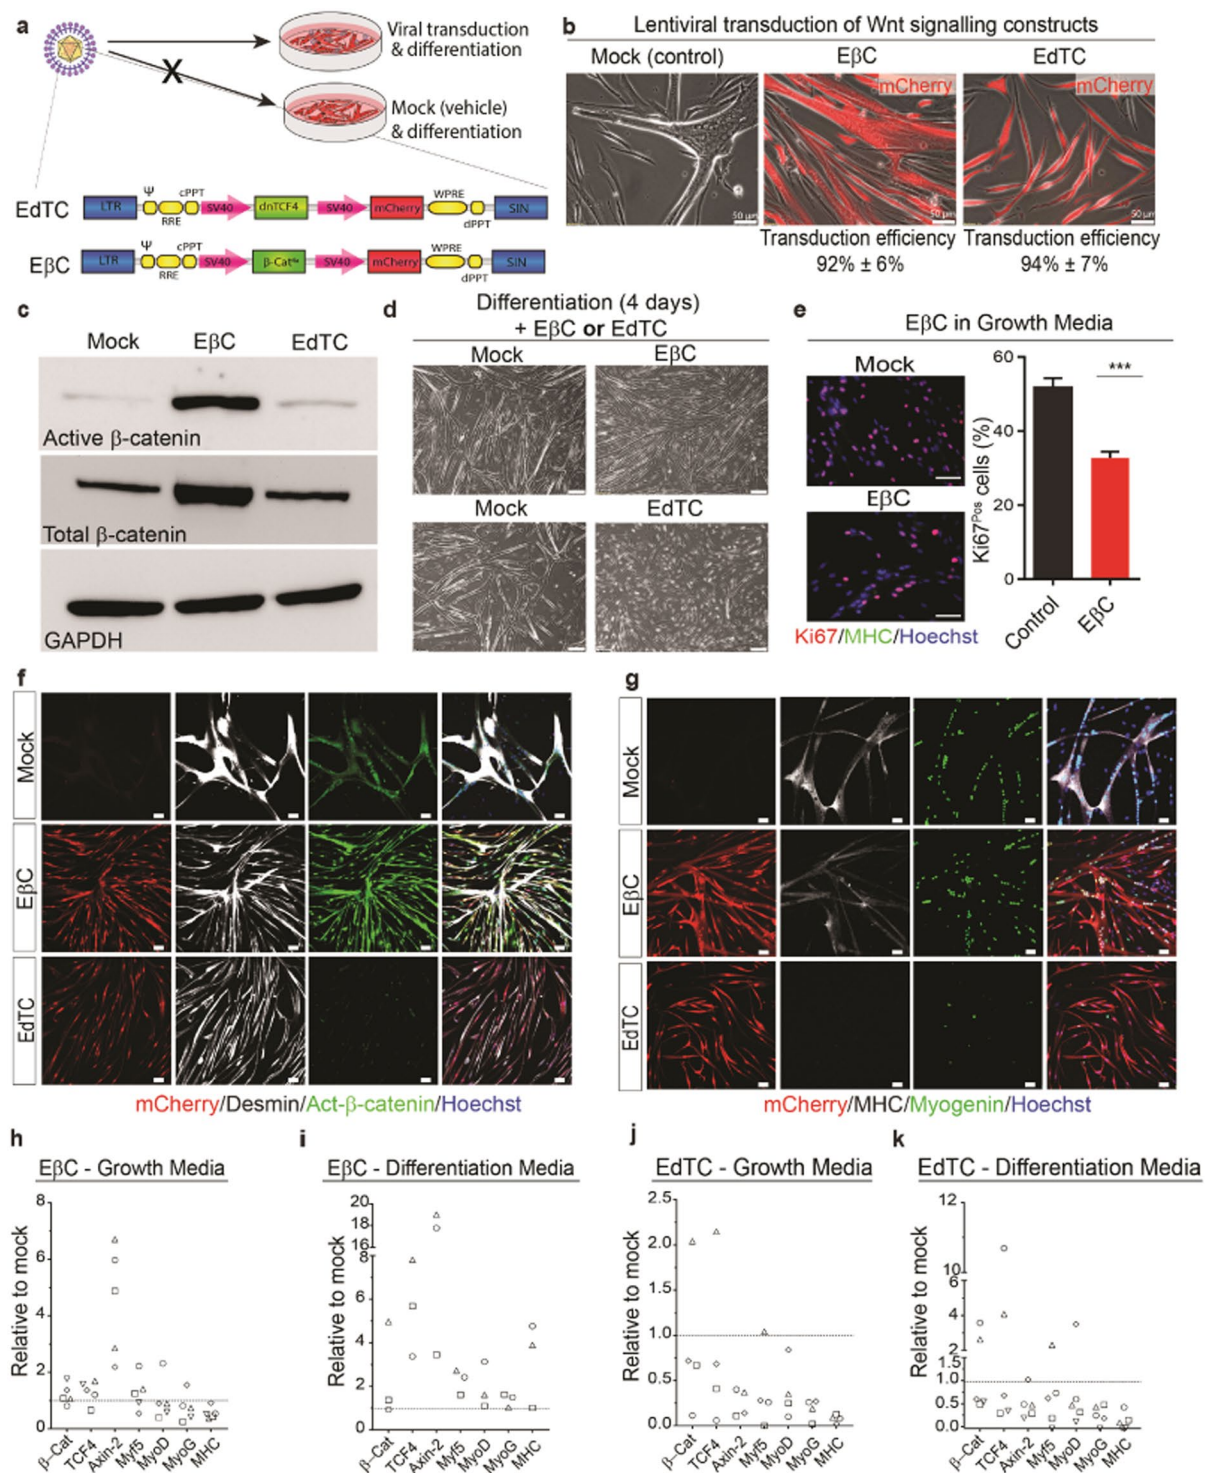 a
Viral transduction
& differentiation
X
Mock (vehicle)
& differentiation
EdTC
LTR
Ψ
RRE
cPPT
SV40
dnTCF4
SV40
mCherry
WPRE
dPPT
SIN
EβC
LTR
Ψ
RRE
cPPT
SV40
SV40
mCherry
WPRE
dPPT
SIN
b
Lentiviral transduction of Wnt signalling constructs
Mock (control)
EβC
EdTC
mCherry
mCherry
50 μm
50 μm
50 μm
Transduction efficiency
92% ± 6%
Transduction efficiency
94% ± 7%
c
Mock
EβC
EdTC
Active β-catenin
Total β-catenin
GAPDH
d
Differentiation (4 days)
+ EβC or EdTC
Mock
EβC
Mock
EdTC
e
EβC in Growth Media
Mock
EβC
Ki67/MHC/Hoechst
Ki67Pos cells (%)
60
40
20
0
***
Control
EβC
f
Mock
EβC
EdTC
mCherry/Desmin/Act-β-catenin/Hoechst
g
Mock
EβC
EdTC
mCherry/MHC/Myogenin/Hoechst
h
EβC - Growth Media
Relative to mock
8
6
4
2
0
β-Cat
TCF4
Axin-2
Myf5
MyoD
MyoG
MHC
i
EβC - Differentiation Media
Relative to mock
20
18
16
8
6
4
2
0
β-Cat
TCF4
Axin-2
Myf5
MyoD
MyoG
MHC
j
EdTC - Growth Media
Relative to mock
2.5
2.0
1.5
1.0
0.5
0.0
β-Cat
TCF4
Axin-2
Myf5
MyoD
MyoG
MHC
k
EdTC - Differentiation Media
Relative to mock
12
10
6
4
2
1.5
1.0
0.5
0.0
β-Cat
TCF4
Axin-2
Myf5
MyoD
MyoG
MHC